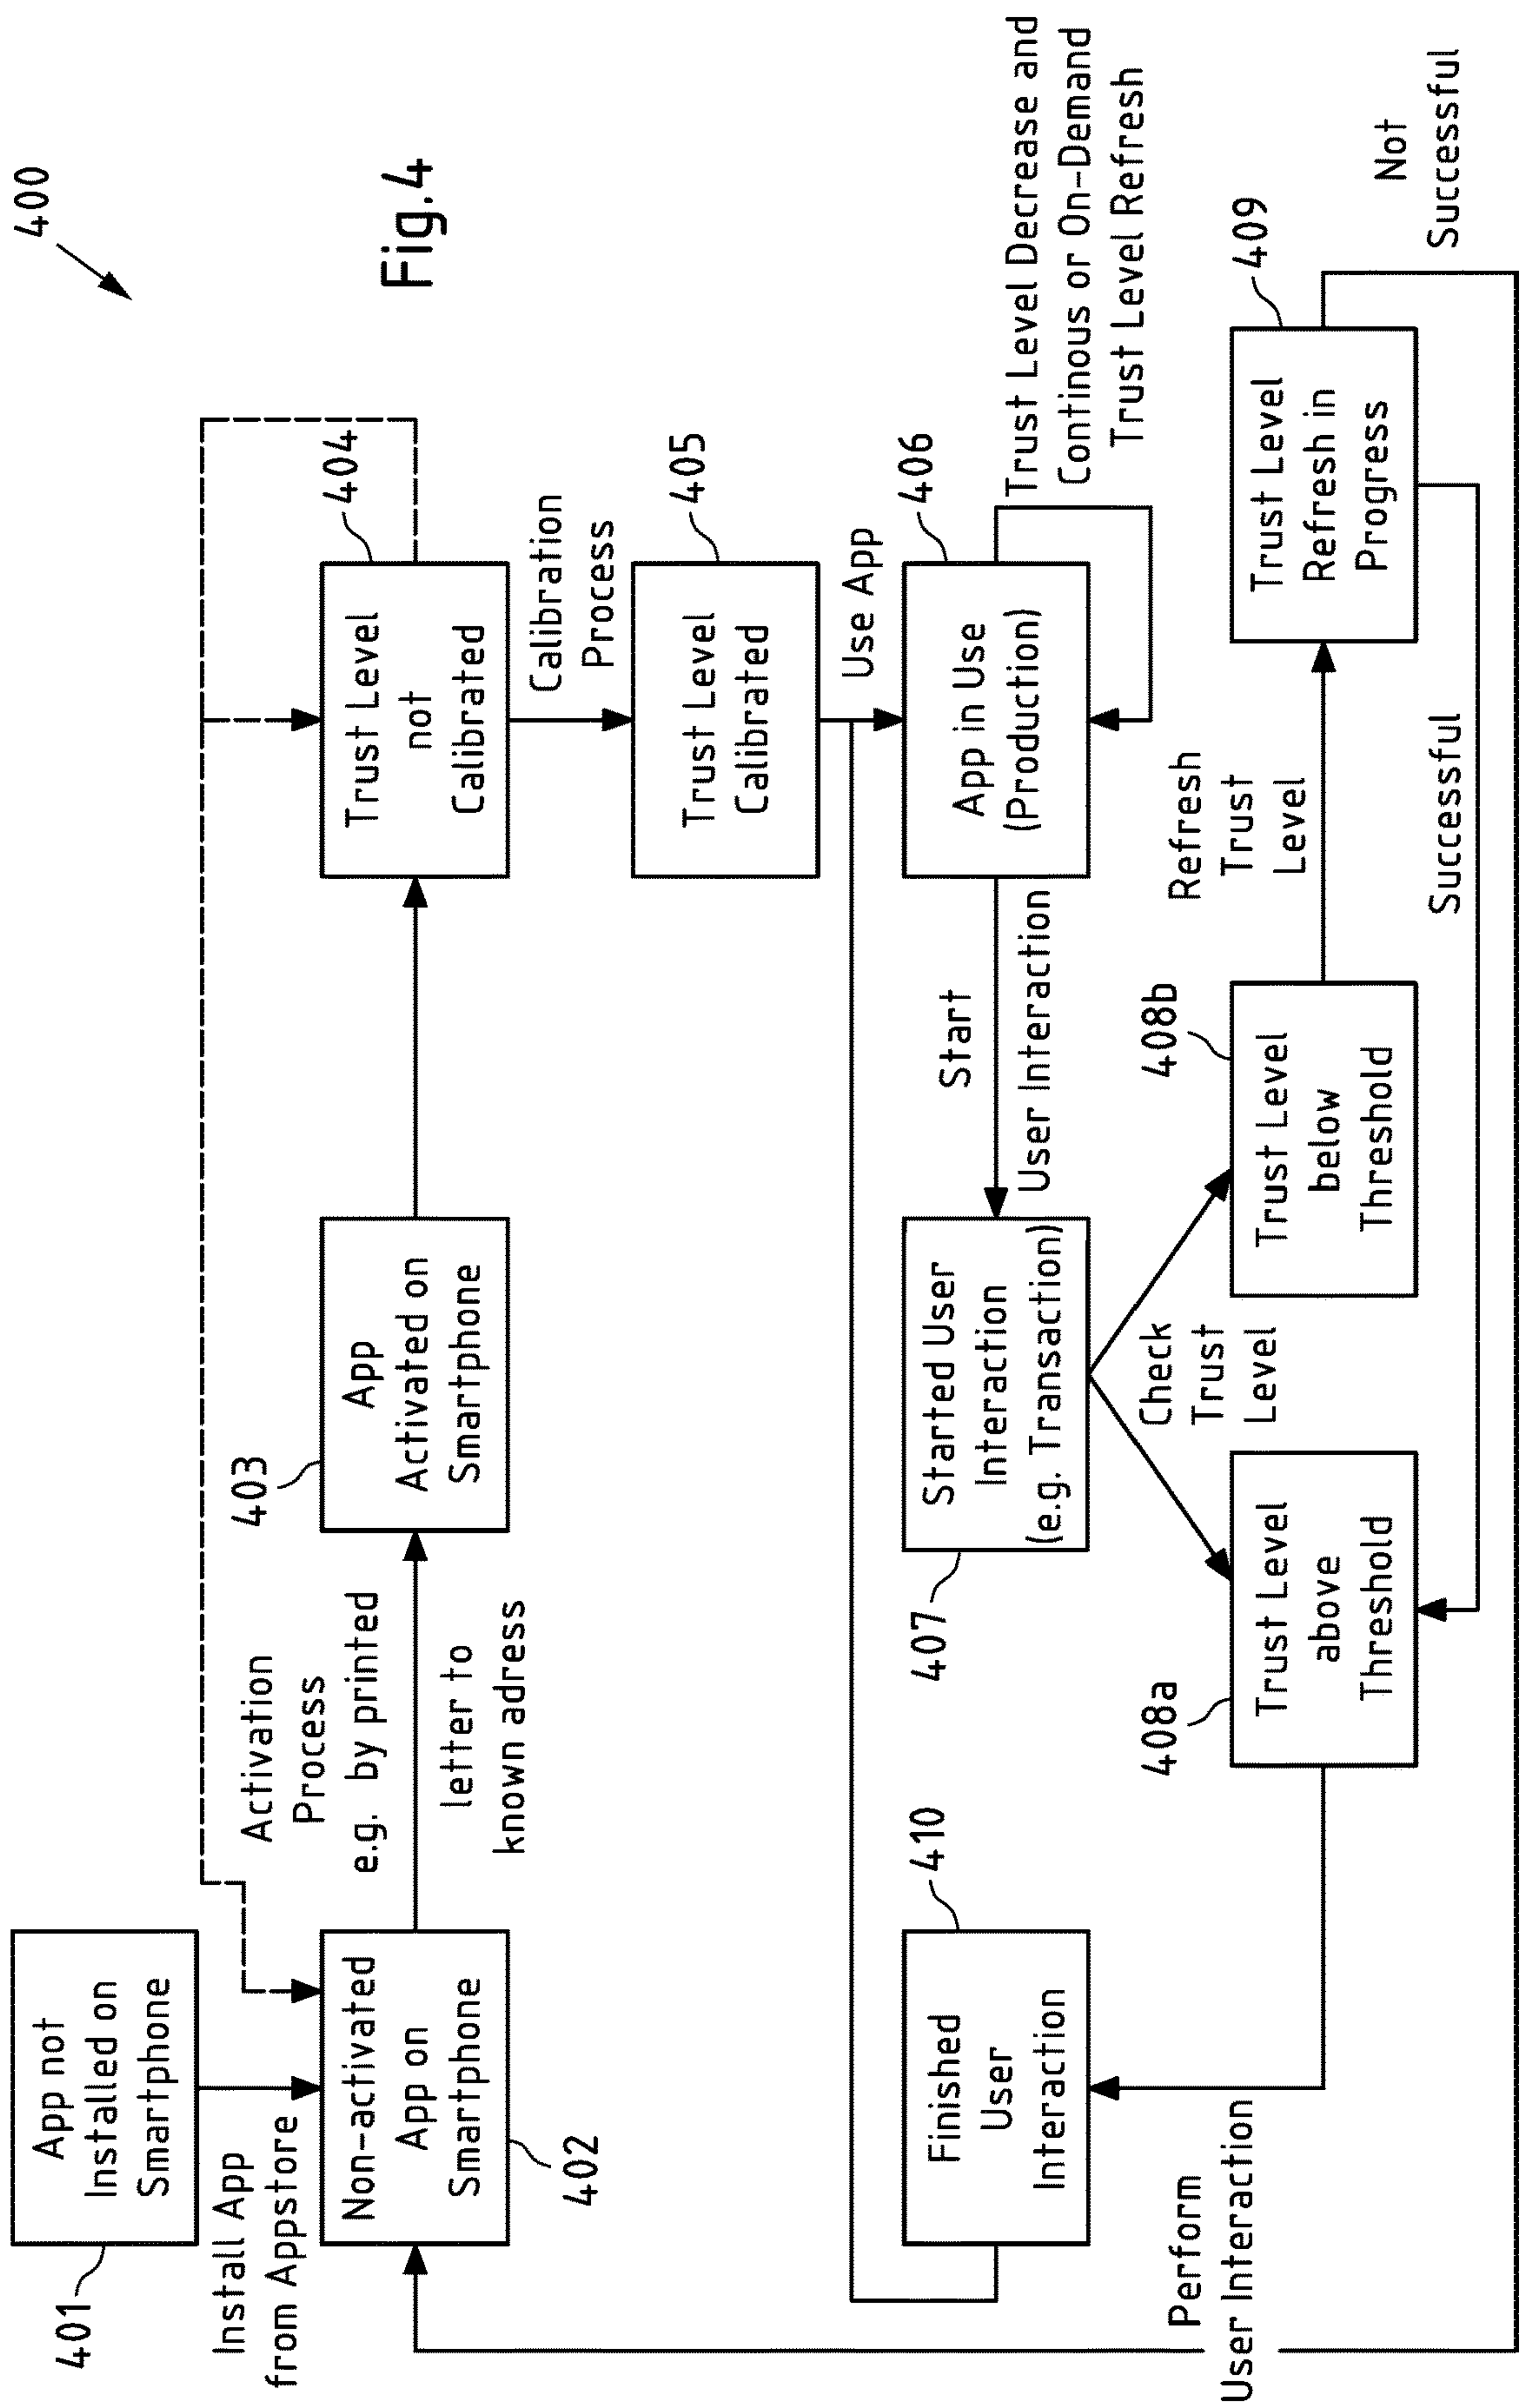 400
Fig.4
401
App not
Installed on
Smartphone
Install App
from Appstore
Non-activated
App on
Smartphone
402
Activation
Process
e.g. by printed
letter to
known adress
403
App
Activated on
Smartphone
404
Trust Level
not
Calibrated
Calibration
Process
405
Trust Level
Calibrated
Use App
406
App in Use
(Production)
Trust Level Decrease and
Continous or On-Demand
Trust Level Refresh
Start
User Interaction
407
Started User
Interaction
(e.g. Transaction)
Check
Trust
Level
408a
Trust Level
above
Threshold
408b
Trust Level
below
Threshold
Refresh
Trust
Level
409
Trust Level
Refresh in
Progress
Not
Successful
Successful
410
Finished
User
Interaction
Perform
User Interaction